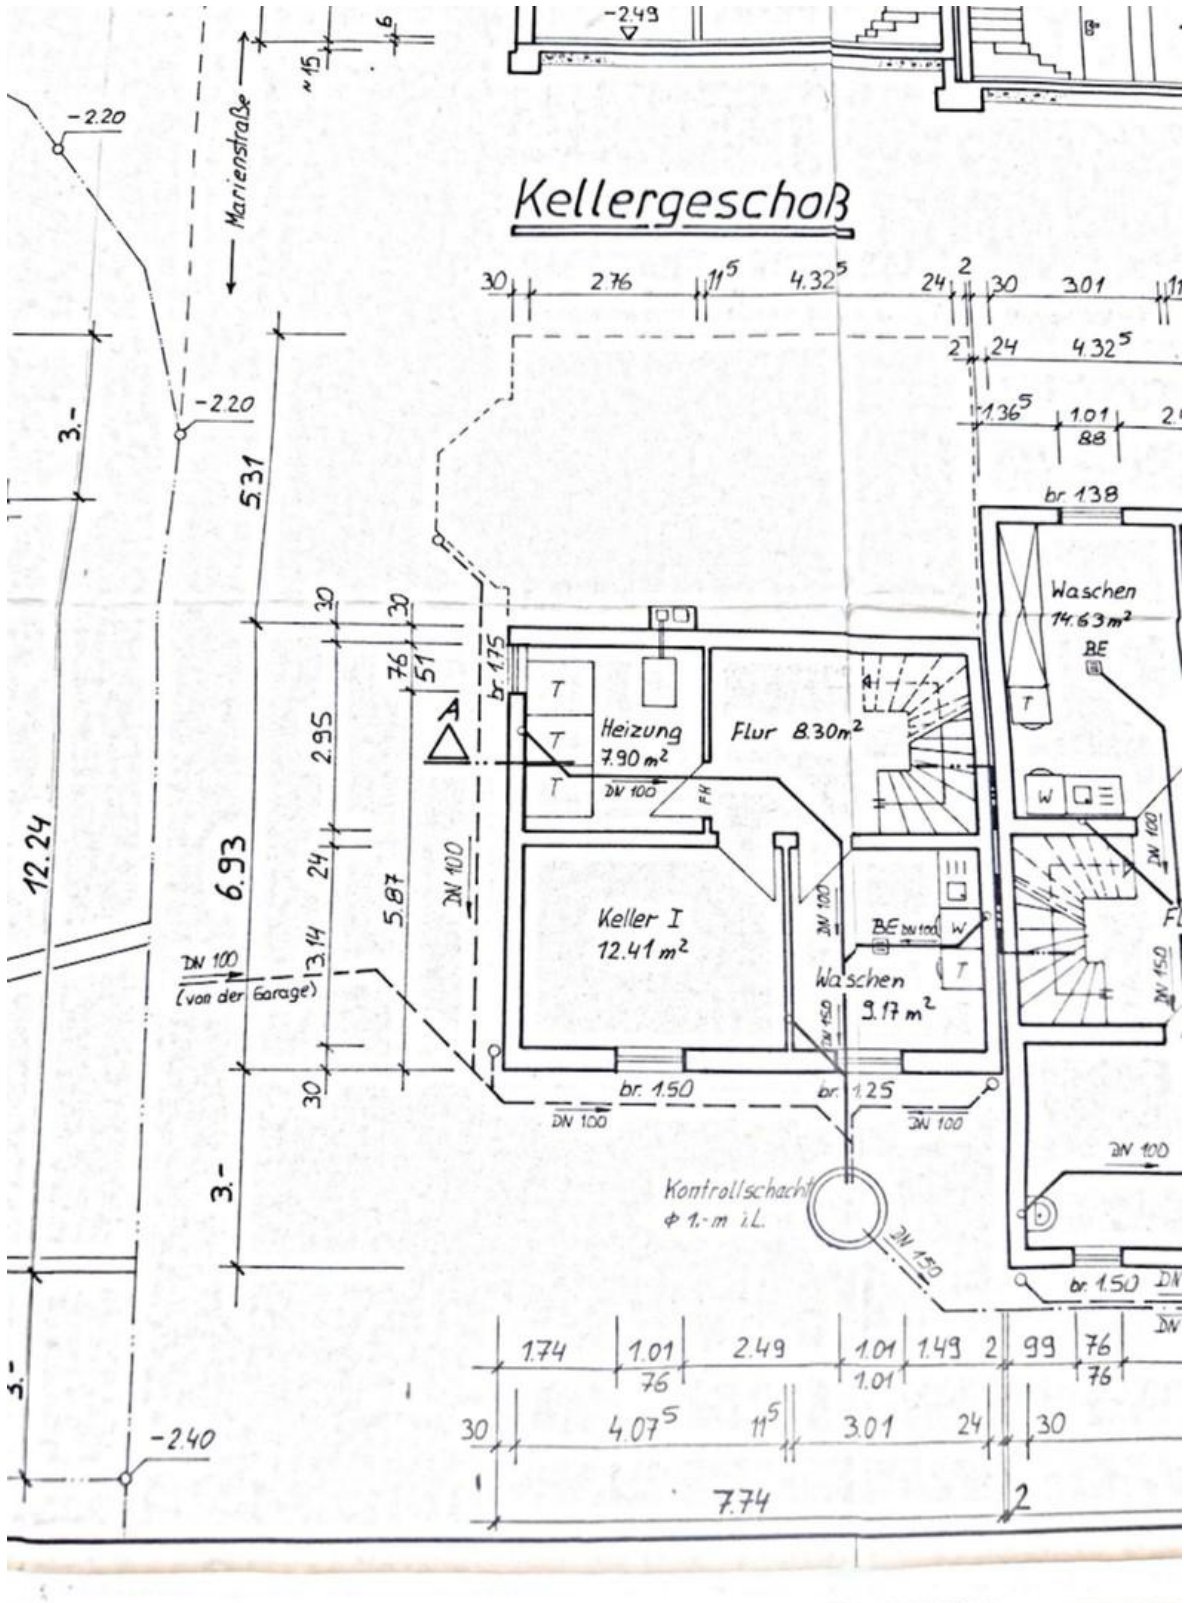 -2.49
6
~15
-2.20
Marienstraße
Kellergeschoß
30 2.76 11⁵ 4.32⁵ 24 2 30 3.01 11
2 24 4.32⁵
-2.20
3.-
1.36⁵ 1.01
88
5.31
br. 138
Waschen
14.63 m²
BE
T
30 30
76
51
br. 1.75
T
A
Heizung
7.90 m²
T
T
DN 100
FH
Flur 8.30 m²
2.95
W
DN 100
12.24
6.93
24
5.87
DN 100
Keller I
12.41 m²
DN 100
BE DN 100 W
T
Waschen
9.17 m²
DN 150
DN 150
DN 100
(von der Garage)
3.14
30
br. 1.50
br. 1.25
DN 100
DN 100
DN 100
3.-
Kontrollschacht
φ 1.-m i.L.
DN 150
br. 1.50
DN
DN
1.74 1.01 2.49 1.01 1.49 2 99 76
76 1.01 76
3.-
30 4.07⁵ 11⁵ 3.01 24 30
-2.40
7.74 2